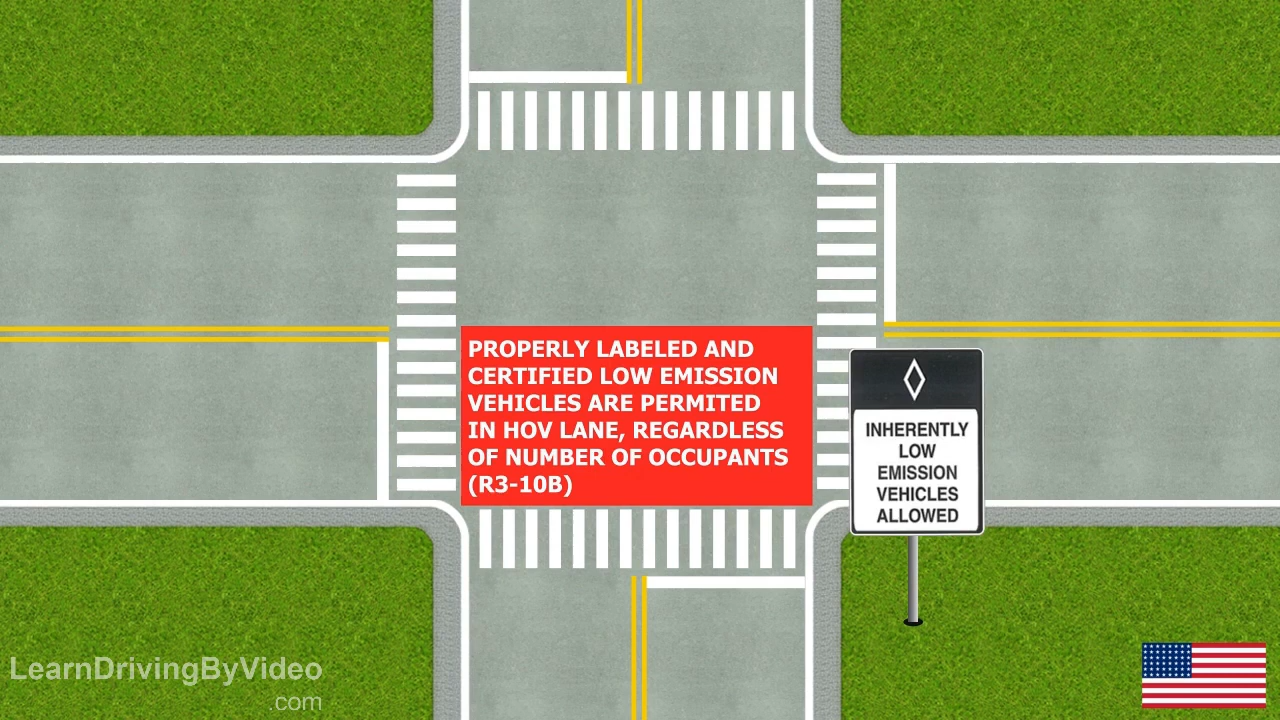 PROPERLY LABELED AND
CERTIFIED LOW EMISSION
VEHICLES ARE PERMITED
IN HOV LANE, REGARDLESS
OF NUMBER OF OCCUPANTS
(R3-10B)
INHERENTLY
LOW
EMISSION
VEHICLES
ALLOWED
LearnDrivingByVideo
.com